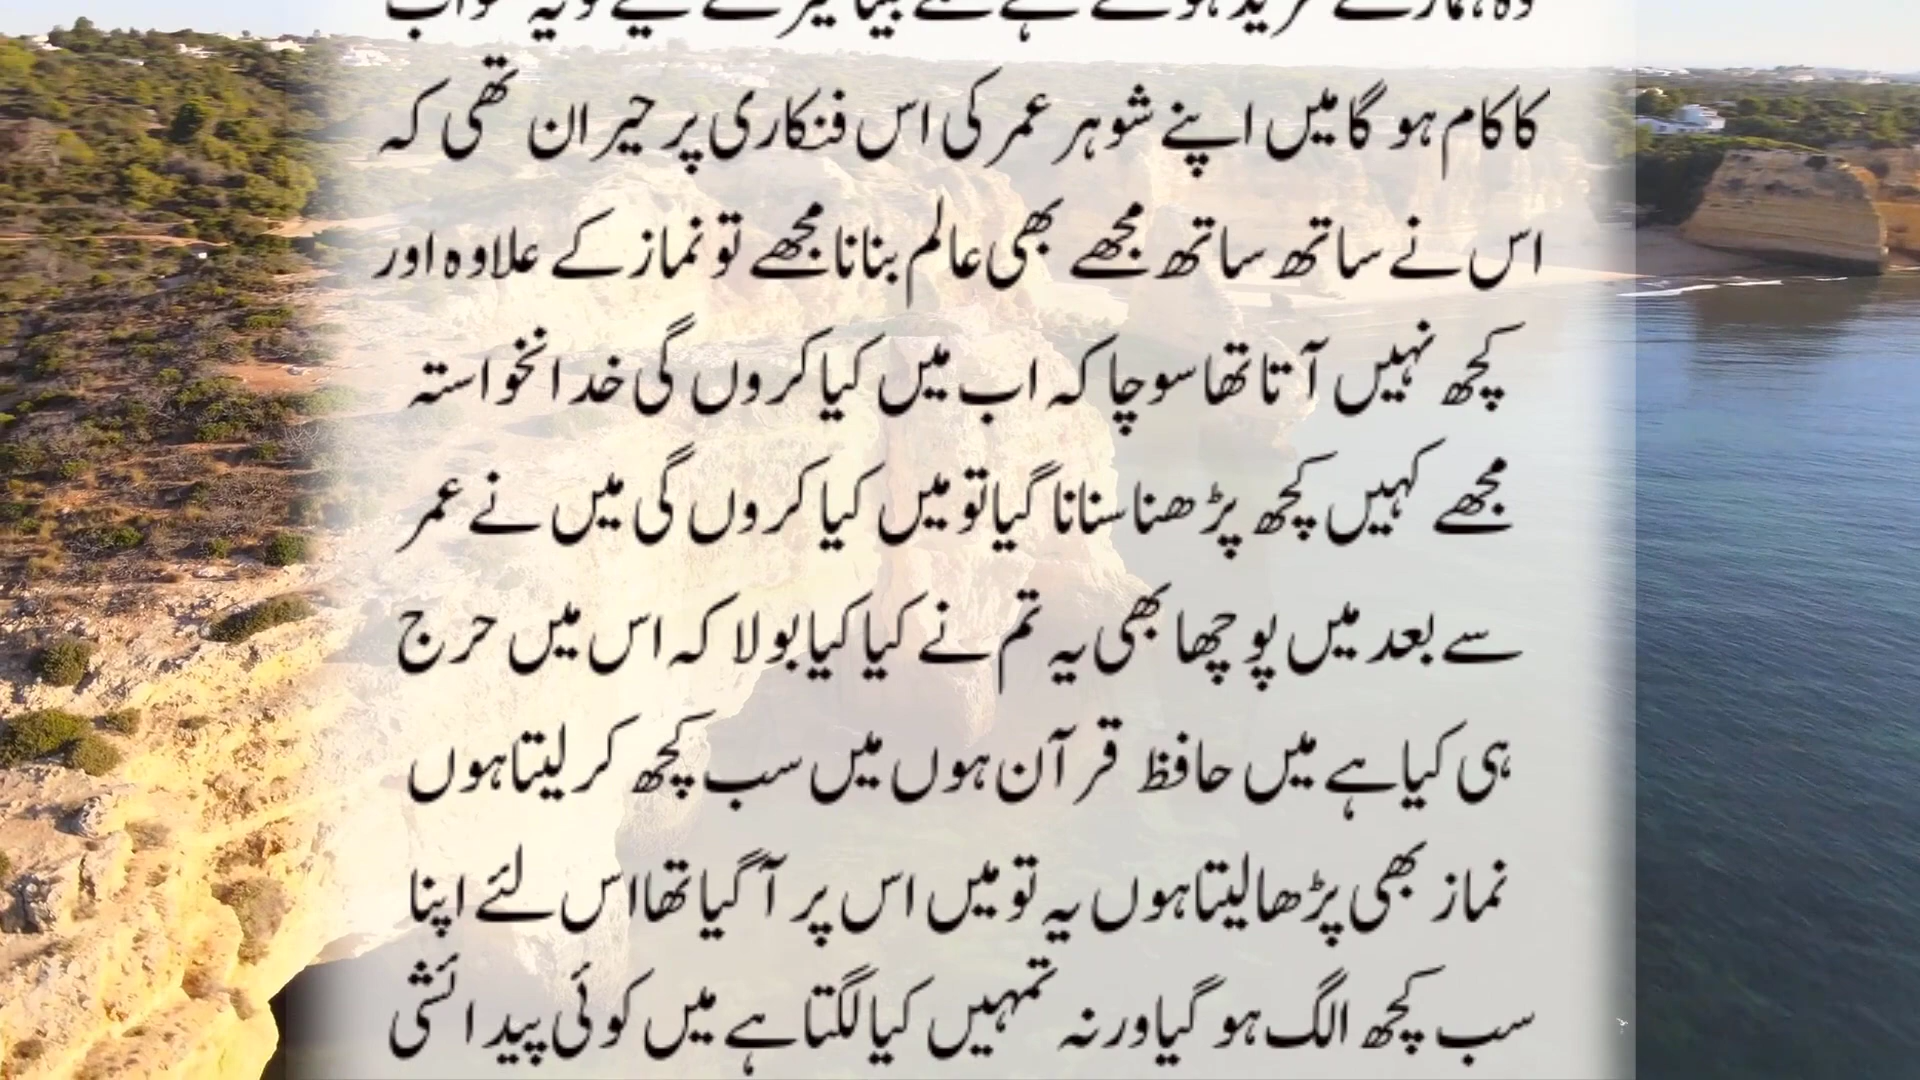 کا کام ہو گا میں اپنے شوہر عمر کی اس فنکاری پر حیران تھی کہ
اس نے ساتھ ساتھ مجھے بھی عالم بنانا مجھے تو نماز کے علاوہ اور
کچھ نہیں آتا تھا سوچا کہ اب میں کیا کروں گی خدانخواستہ
مجھے کہیں کچھ پڑھنا سنانا گیا تو میں کیا کروں گی میں نے عمر
سے بعد میں پوچھا بھی یہ تم نے کیا کیا بولا کہ اس میں حرج
ہی کیا ہے میں حافظ قرآن ہوں میں سب کچھ کر لیتا ہوں
نماز بھی پڑھا لیتا ہوں یہ تو میں اس پر آ گیا تھا اس لئے اپنا
سب کچھ الگ ہو گیا ورنہ تمہیں کیا لگتا ہے میں کوئی پیدائشی